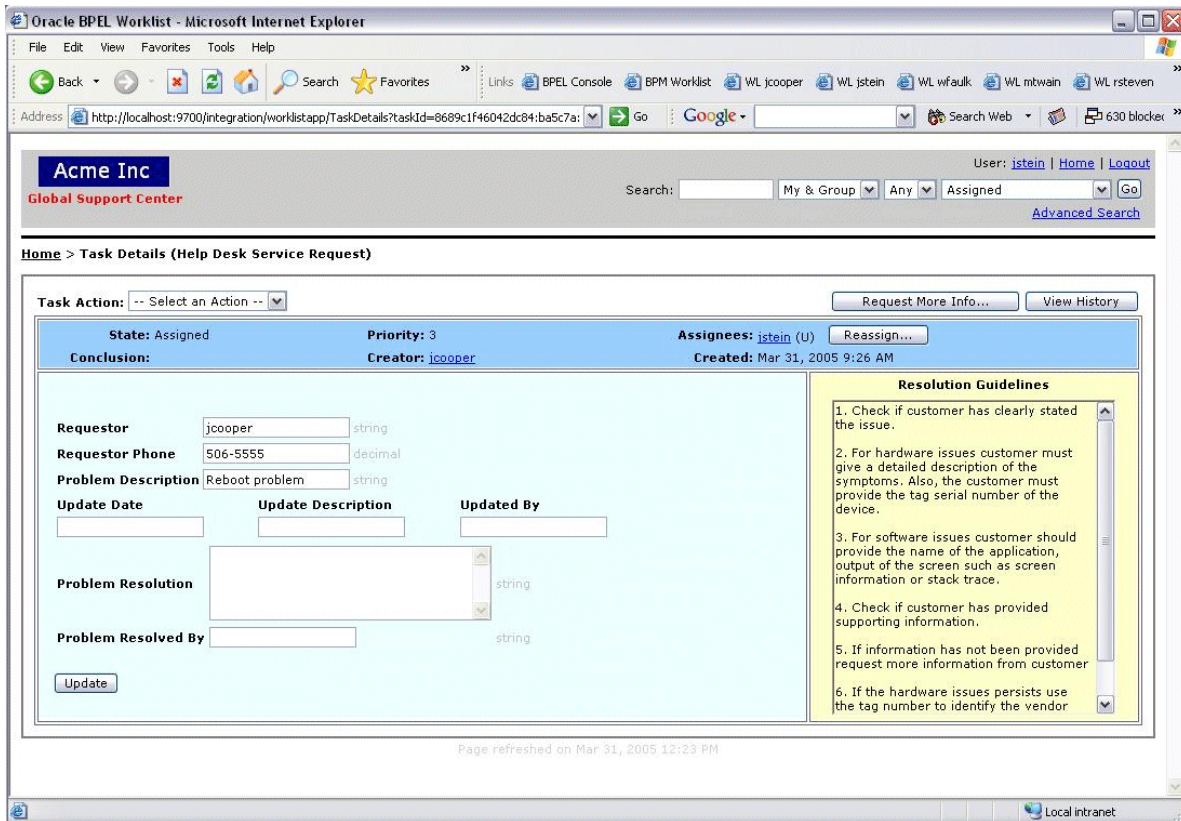 Oracle BPEL Worklist - Microsoft Internet Explorer
File Edit View Favorites Tools Help
Back Search Favorites » Links BPEL Console BPM Worklist WL jcooper WL jstein WL wfaulk WL mtwain WL rsteven »
Address http://localhost:9700/integration/worklistapp/TaskDetails?taskId=8689c1f46042dc84:ba5c7a: Go Google Search Web 630 blocked »
Acme Inc
Global Support Center
User: jstein | Home | Logout
Search: My & Group Any Assigned Go
Advanced Search
Home > Task Details (Help Desk Service Request)
Task Action: -- Select an Action -- Request More Info... View History
State: Assigned Priority: 3 Assignees: jstein (U) Reassign...
Conclusion: Creator: jcooper Created: Mar 31, 2005 9:26 AM
Requestor jcooper string
Requestor Phone 506-5555 decimal
Problem Description Reboot problem string
Update Date Update Description Updated By
Problem Resolution string
Problem Resolved By string
Update
Resolution Guidelines
1. Check if customer has clearly stated
the issue.
2. For hardware issues customer must
give a detailed description of the
symptoms. Also, the customer must
provide the tag serial number of the
device.
3. For software issues customer should
provide the name of the application,
output of the screen such as screen
information or stack trace.
4. Check if customer has provided
supporting information.
5. If information has not been provided
request more information from customer
6. If the hardware issues persists use
the tag number to identify the vendor
Page refreshed on Mar 31, 2005 12:23 PM
Local intranet